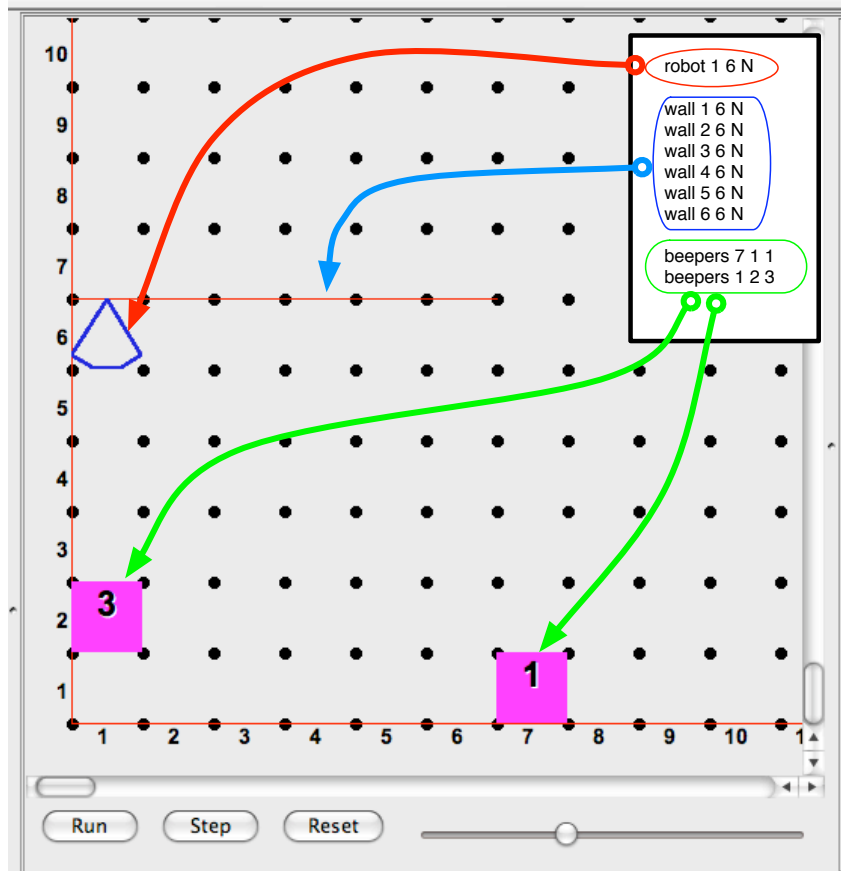 10
robot 1 6 N
9
wall 1 6 N
wall 2 6 N
wall 3 6 N
8
wall 4 6 N
wall 5 6 N
wall 6 6 N
7
beepers 7 1 1
beepers 1 2 3
6
5
4
3
3
2
1
1
1 2 3 4 5 6 7 8 9 10 1
Run Step Reset